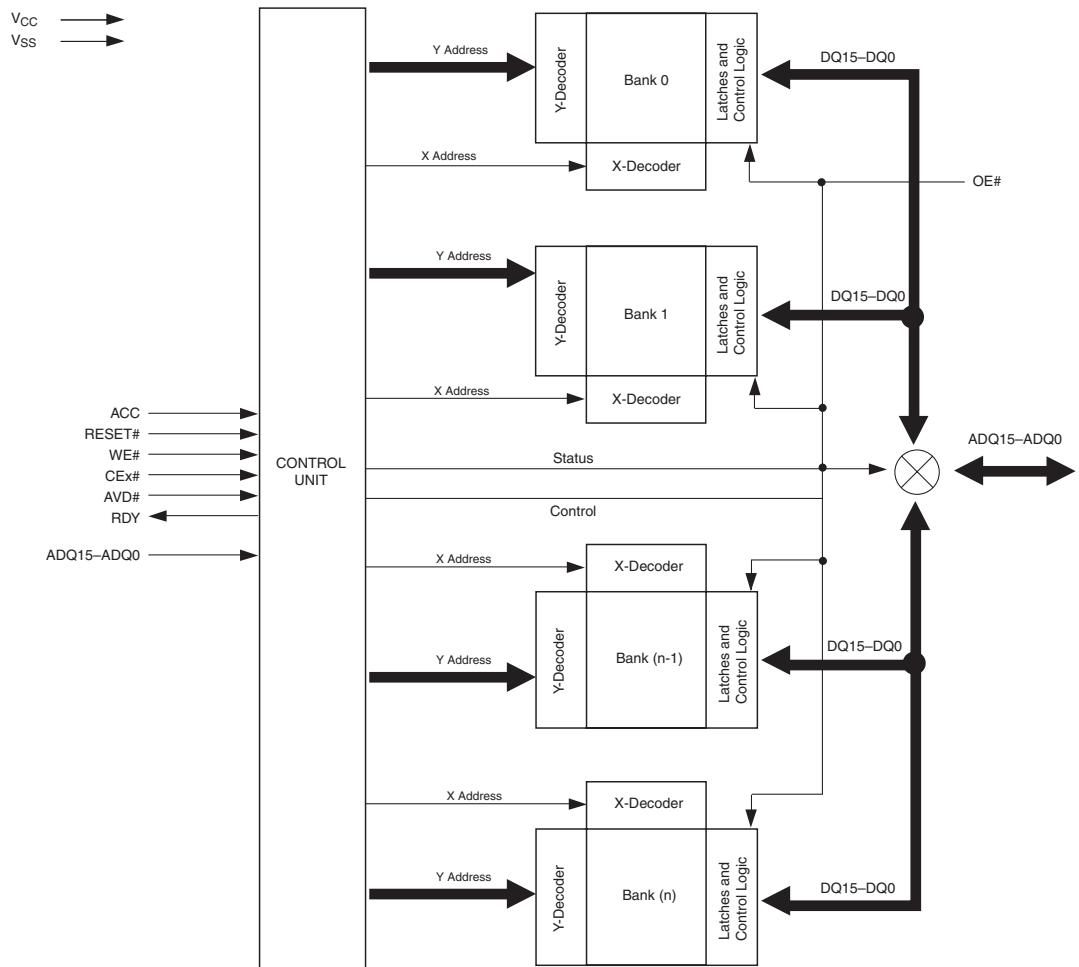 VCC
VSS
Y Address
Y-Decoder
Bank 0
Latches and
Control Logic
DQ15–DQ0
X Address
X-Decoder
OE#
Y Address
Y-Decoder
Bank 1
Latches and
Control Logic
DQ15–DQ0
X Address
X-Decoder
ACC
RESET#
WE#
CEx#
AVD#
RDY
ADQ15–ADQ0
CONTROL
UNIT
Status
Control
ADQ15–ADQ0
X Address
X-Decoder
Y Address
Y-Decoder
Bank (n-1)
Latches and
Control Logic
DQ15–DQ0
X Address
X-Decoder
Y Address
Y-Decoder
Bank (n)
Latches and
Control Logic
DQ15–DQ0